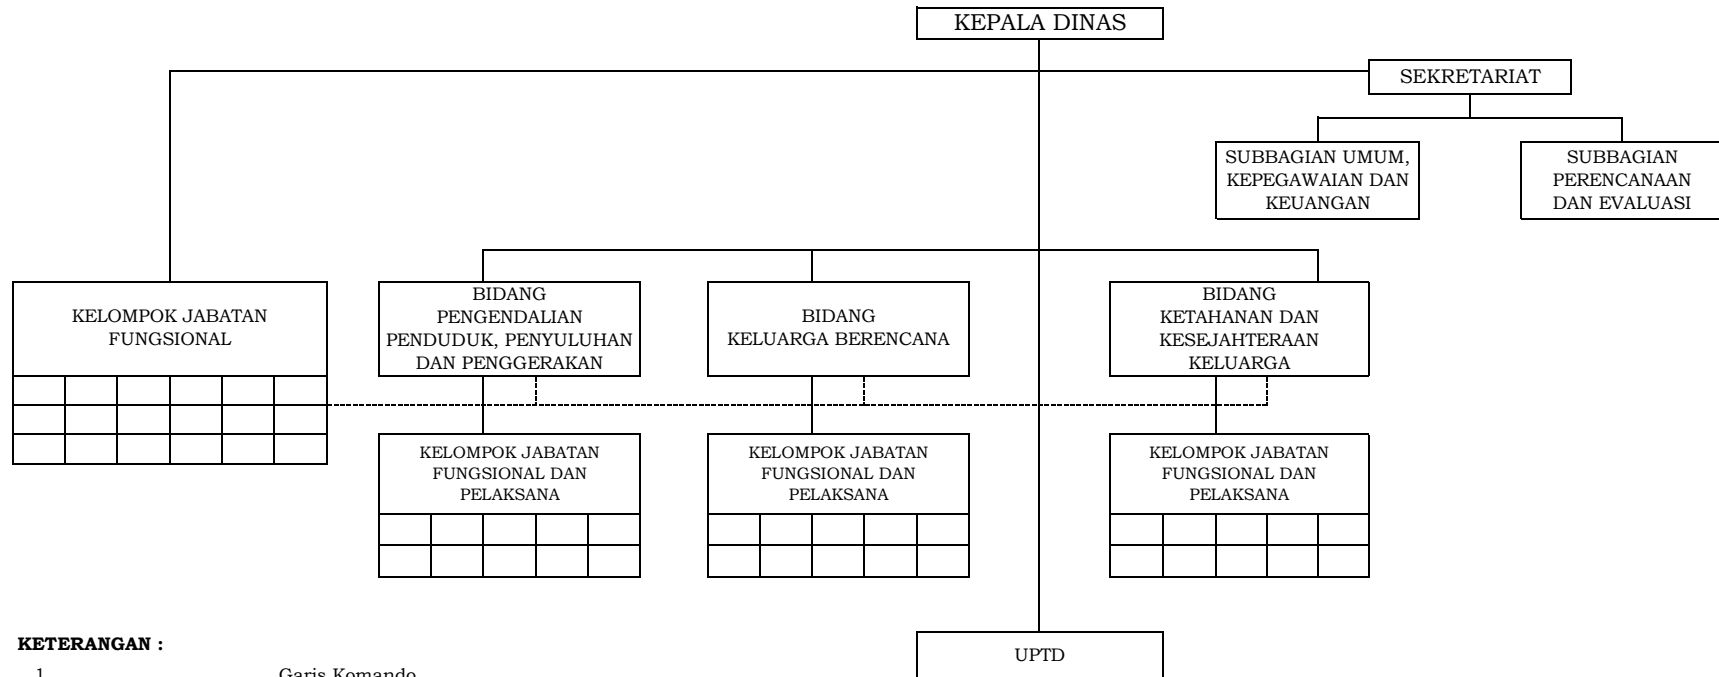 KEPALA DINAS
SEKRETARIAT
SUBBAGIAN UMUM,
KEPEGAWAIAN DAN
KEUANGAN
SUBBAGIAN
PERENCANAAN
DAN EVALUASI
KELOMPOK JABATAN
FUNGSIONAL
BIDANG
PENGENDALIAN
PENDUDUK, PENYULUHAN
DAN PENGGERAKAN
BIDANG
KELUARGA BERENCANA
BIDANG
KETAHANAN DAN
KESEJAHTERAAN
KELUARGA
KELOMPOK JABATAN
FUNGSIONAL DAN
PELAKSANA
KELOMPOK JABATAN
FUNGSIONAL DAN
PELAKSANA
KELOMPOK JABATAN
FUNGSIONAL DAN
PELAKSANA
UPTD
KETERANGAN :
1 Garis Komando